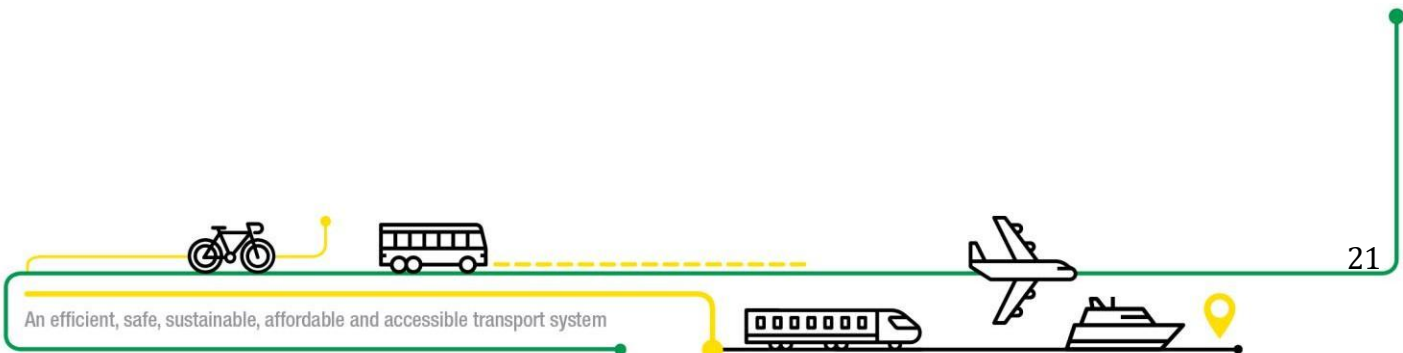 21
An efficient, safe, sustainable, affordable and accessible transport system